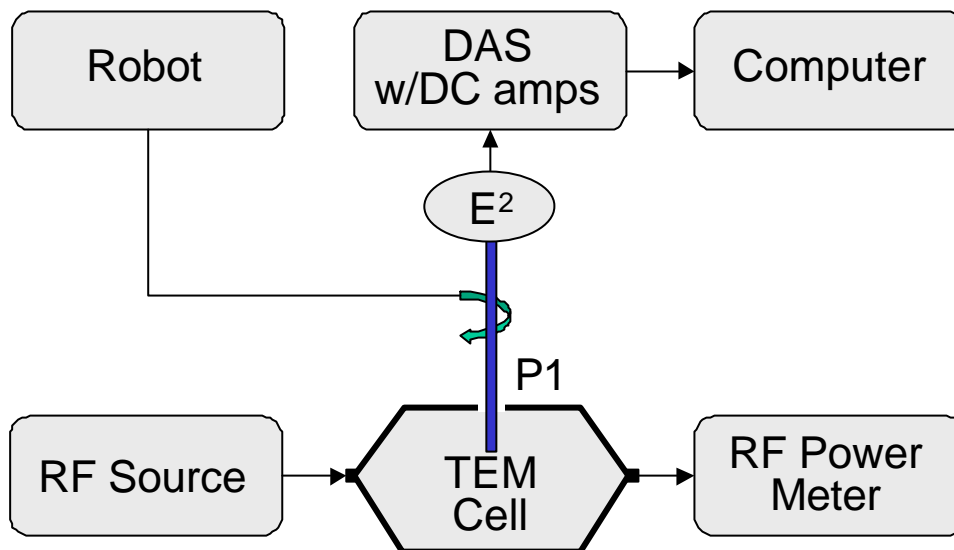 Robot
DAS
w/DC amps
Computer
E²
P1
RF Source
TEM
Cell
RF Power
Meter